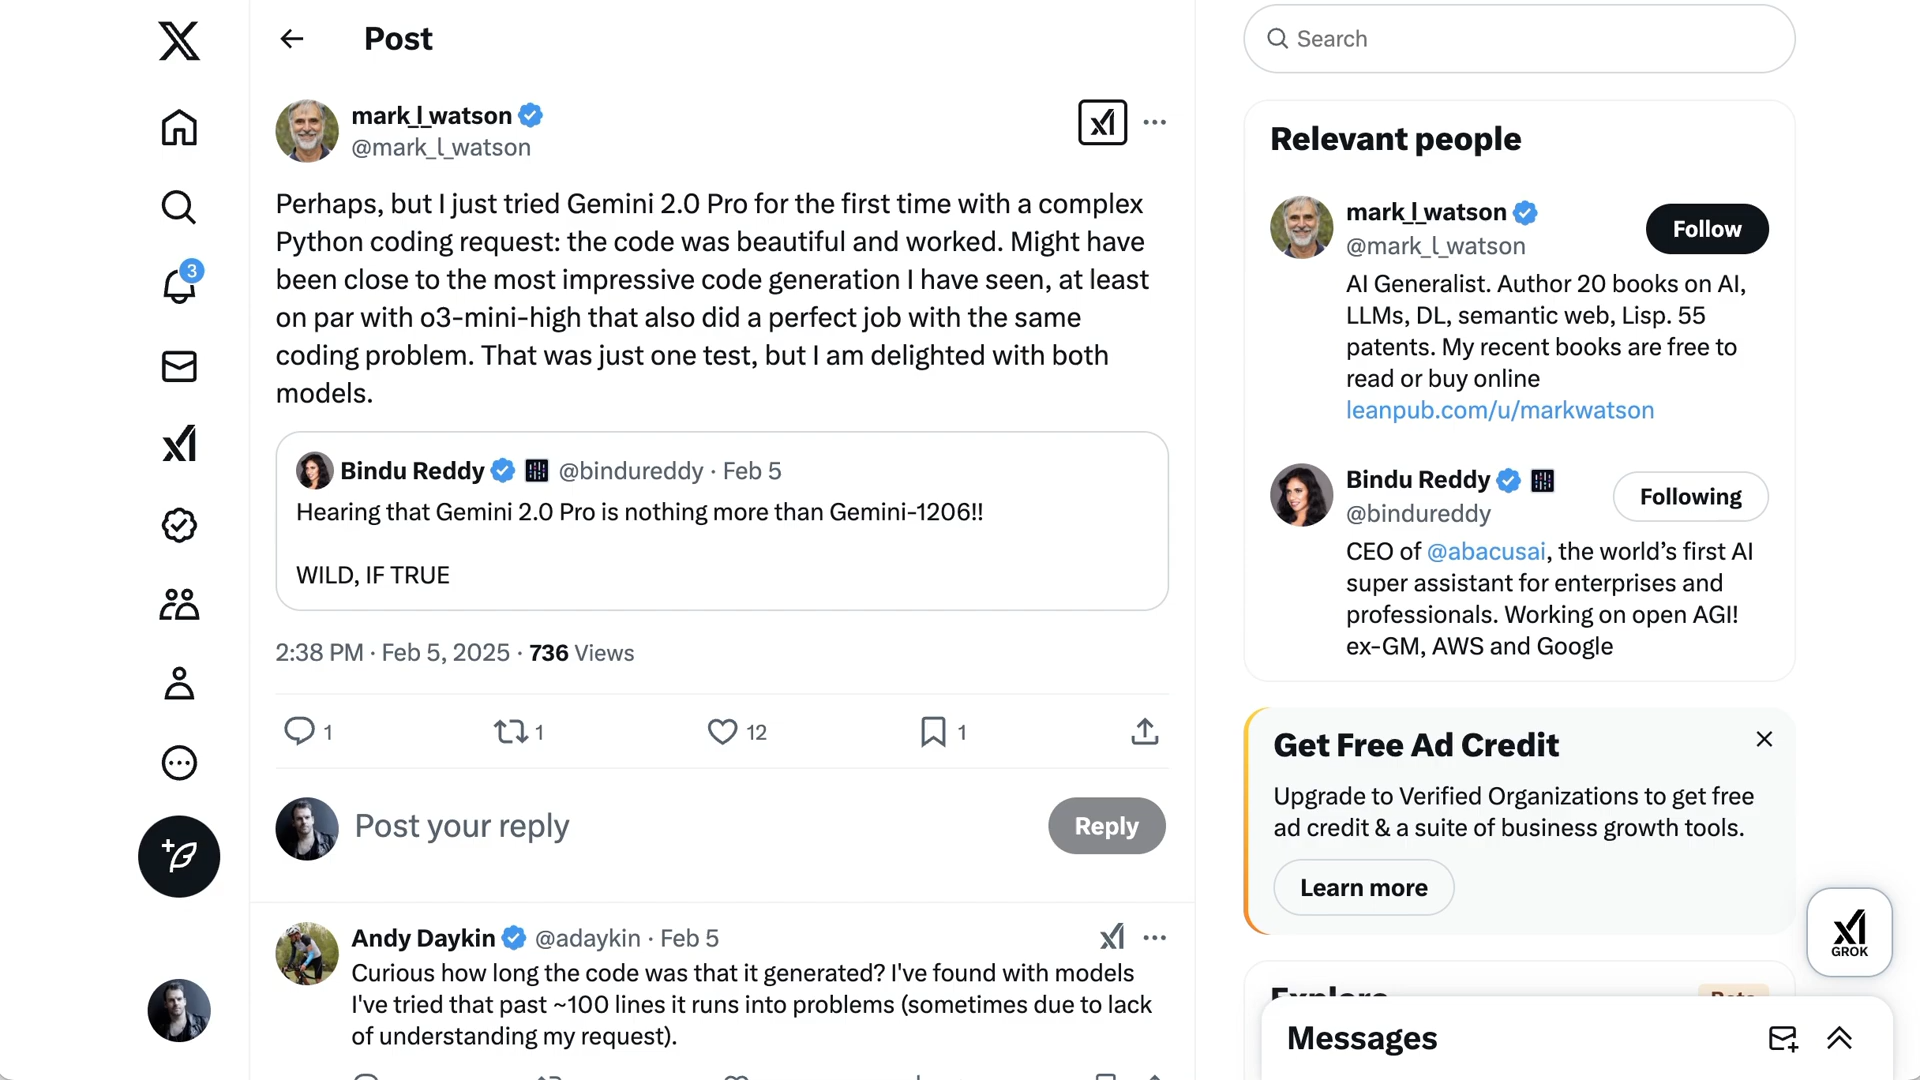 Post
mark_l_watson
@mark_l_watson
Perhaps, but I just tried Gemini 2.0 Pro for the first time with a complex
Python coding request: the code was beautiful and worked. Might have
been close to the most impressive code generation I have seen, at least
on par with o3-mini-high that also did a perfect job with the same
coding problem. That was just one test, but I am delighted with both
models.
Bindu Reddy @bindureddy · Feb 5
Hearing that Gemini 2.0 Pro is nothing more than Gemini-1206!!
WILD, IF TRUE
2:38 PM · Feb 5, 2025 · 736 Views
1 1 12 1
Post your reply
Reply
Andy Daykin @adaykin · Feb 5
Curious how long the code was that it generated? I've found with models
I've tried that past ~100 lines it runs into problems (sometimes due to lack
of understanding my request).
3
Search
Relevant people
mark_l_watson
@mark_l_watson
Follow
AI Generalist. Author 20 books on AI,
LLMs, DL, semantic web, Lisp. 55
patents. My recent books are free to
read or buy online
leanpub.com/u/markwatson
Bindu Reddy
@bindureddy
Following
CEO of @abacusai, the world's first AI
super assistant for enterprises and
professionals. Working on open AGI!
ex-GM, AWS and Google
Get Free Ad Credit
Upgrade to Verified Organizations to get free
ad credit & a suite of business growth tools.
Learn more
GROK
Explore
Beta
Messages